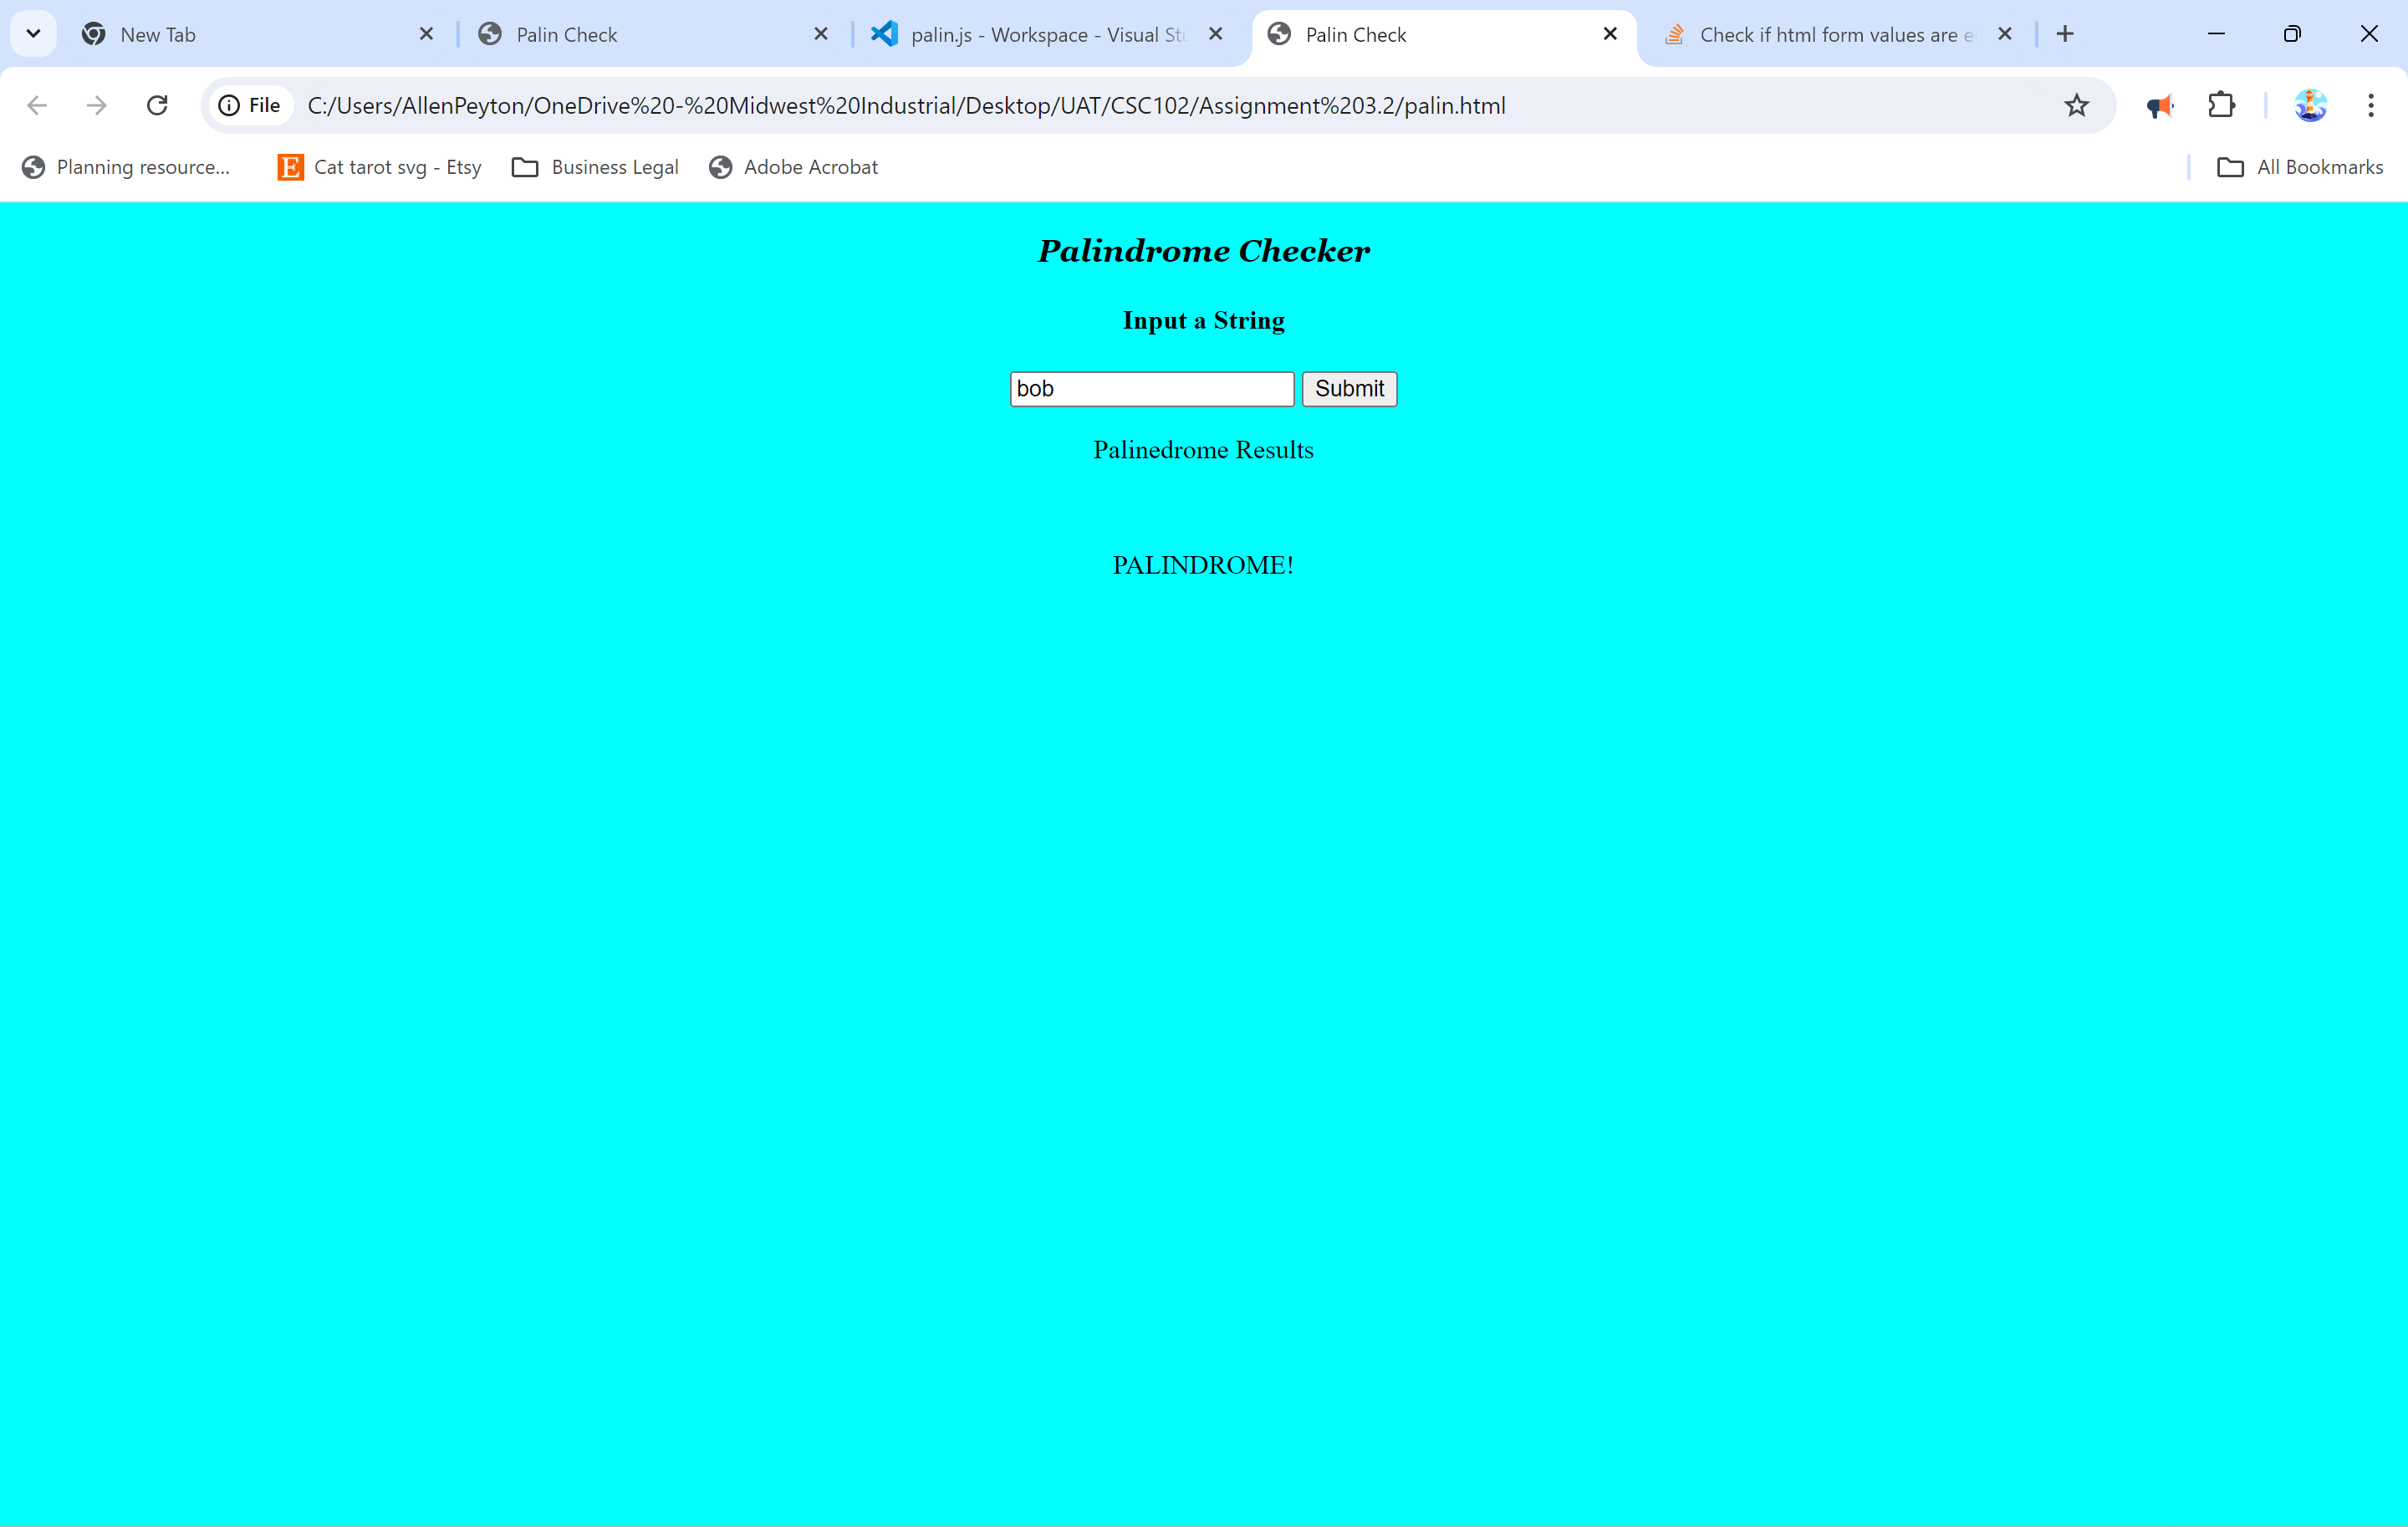 New Tab
Palin Check
palin.js - Workspace - Visual
Palin Check
Check if html form values are
File C:/Users/AllenPeyton/OneDrive%20-%20Midwest%20Industrial/Desktop/UAT/CSC102/Assignment%203.2/palin.html
Planning resource...
Cat tarot svg - Etsy
Business Legal
Adobe Acrobat
All Bookmarks
Palindrome Checker
Input a String
bob Submit
Palinedrome Results
PALINDROME!